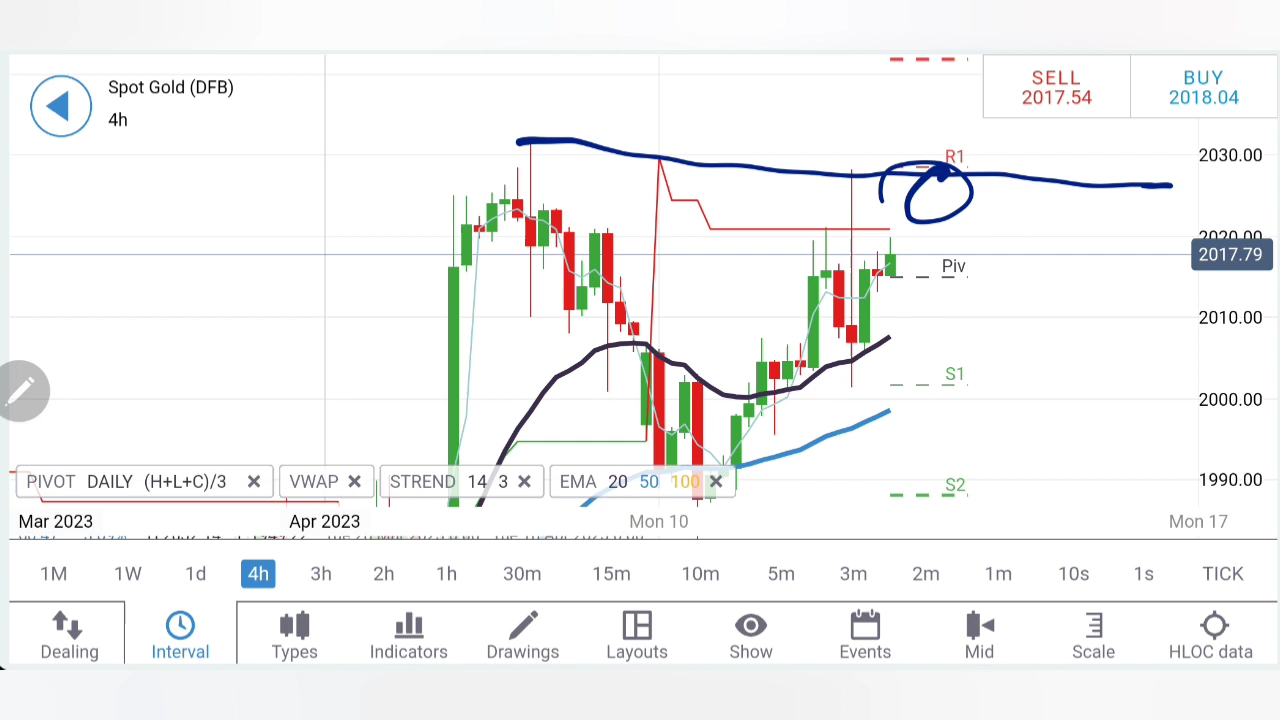 Spot Gold (DFB)
4h
SELL
2017.54
BUY
2018.04
R1
2030.00
2020.00
2017.79
Piv
2010.00
S1
2000.00
S2
1990.00
PIVOT DAILY (H+L+C)/3
VWAP
STREND 14 3
EMA 20 50 100
Mar 2023 Apr 2023 Mon 10 Mon 17
1M 1W 1d 4h 3h 2h 1h 30m 15m 10m 5m 3m 2m 1m 10s 1s TICK
Dealing Interval Types Indicators Drawings Layouts Show Events Mid Scale HLOC data